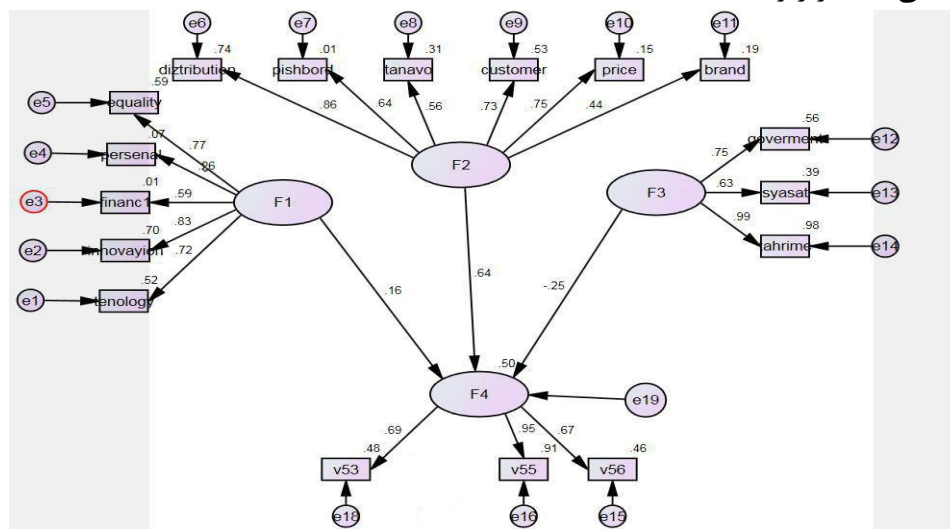 e6 e7 e8 e9 e10 e11
.74 .01 .31 .53 .15 .19
diztribution pishbord tanavo customer price brand
.59
e5 equality
.86 .64 .56 .73 .75 .44
.56
goverment e12
.07
e4 persenal
.77
.26
F2
.75
.39
.63 syasat e13
.01
e3 financ1 .59 F1
F3
.99
.98
.83
.70
e2 innovayion
.72
tahrime e14
.52
e1 tenology
.64
.16 -.25
.50
F4
e19
.69 .95 .67
.48 .91 .46
v53 v55 v56
e18 e16 e15